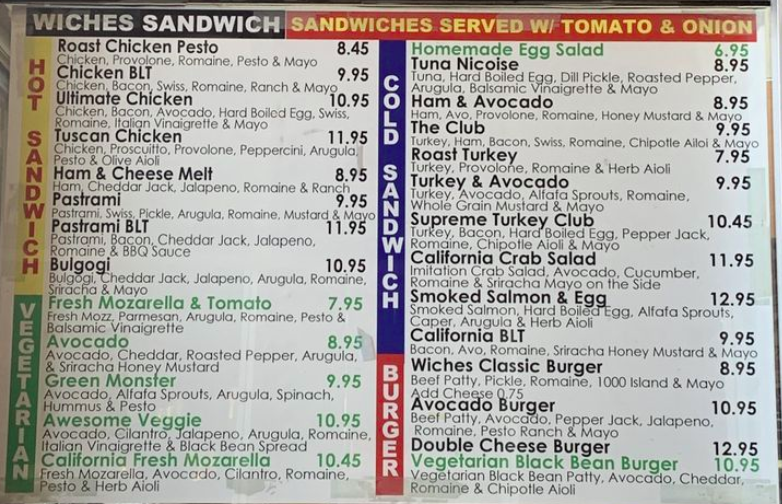 WICHES SANDWICH SANDWICHES SERVED W/ TOMATO & ONION
HOT SANDWICH
Roast Chicken Pesto 8.45
Chicken, Provolone, Romaine, Pesto & Mayo
Chicken BLT 9.95
Chicken, Bacon, Swiss, Romaine, Ranch & Mayo
Ultimate Chicken 10.95
Chicken, Bacon, Avocado, Hard Boiled Egg, Swiss,
Romaine, Italian Vinaigrette & Mayo
Tuscan Chicken 11.95
Chicken, Proscuitto, Provolone, Peppercini, Arugula,
Pesto & Olive Aioli
Ham & Cheese Melt 8.95
Ham, Cheddar Jack, Jalapeno, Romaine & Ranch
Pastrami 9.95
Pastrami, Swiss, Pickle, Arugula, Romaine, Mustard & Mayo
Pastrami BLT 11.95
Pastrami, Bacon, Cheddar Jack, Jalapeno,
Romaine & BBQ Sauce
Bulgogi 10.95
Bulgogi, Cheddar Jack, Jalapeno, Arugula, Romaine,
Sriracha & Mayo
VEGETARIAN
Fresh Mozarella & Tomato 7.95
Fresh Mozz, Parmesan, Arugula, Romaine, Pesto &
Balsamic Vinaigrette
Avocado 8.95
Avocado, Cheddar, Roasted Pepper, Arugula,
& Sriracha Honey Mustard
Green Monster 9.95
Avocado, Alfafa Sprouts, Arugula, Spinach,
Hummus & Pesto
Awesome Veggie 10.95
Avocado, Cilantro, Jalapeno, Arugula, Romaine,
Italian Vinaigrette & Black Bean Spread
California Fresh Mozarella 10.45
Fresh Mozarella, Avocado, Cilantro, Romaine,
Pesto & Herb Aioli
COLD SANDWICH
Homemade Egg Salad 6.95
Tuna Nicoise 8.95
Tuna, Hard Boiled Egg, Dill Pickle, Roasted Pepper,
Arugula, Balsamic Vinaigrette & Mayo
Ham & Avocado 8.95
Ham, Avo, Provolone, Romaine, Honey Mustard & Mayo
The Club 9.95
Turkey, Ham, Bacon, Swiss, Romaine, Chipotle Ailoi & Mayo
Roast Turkey 7.95
Turkey, Provolone, Romaine & Herb Aioli
Turkey & Avocado 9.95
Turkey, Avocado, Alfafa Sprouts, Romaine,
Whole Grain Mustard & Mayo
Supreme Turkey Club 10.45
Turkey, Bacon, Hard Boiled Egg, Pepper Jack,
Romaine, Chipotle Aioli & Mayo
California Crab Salad 11.95
Imitation Crab Salad, Avocado, Cucumber,
Romaine & Sriracha Mayo on the Side
Smoked Salmon & Egg 12.95
Smoked Salmon, Hard Boiled Egg, Alfafa Sprouts,
Caper, Arugula & Herb Aioli
California BLT 9.95
Bacon, Avo, Romaine, Sriracha Honey Mustard & Mayo
BURGER
Wiches Classic Burger 8.95
Beef Patty, Pickle, Romaine, 1000 Island & Mayo
Add Cheese 0.75
Avocado Burger 10.95
Beef Patty, Avocado, Pepper Jack, Jalapeno,
Romaine, Pesto Ranch & Mayo
Double Cheese Burger 12.95
Vegetarian Black Bean Burger 10.95
Vegetarian Black Bean Patty, Avocado, Cheddar,
Romaine & Chipotle Aioli